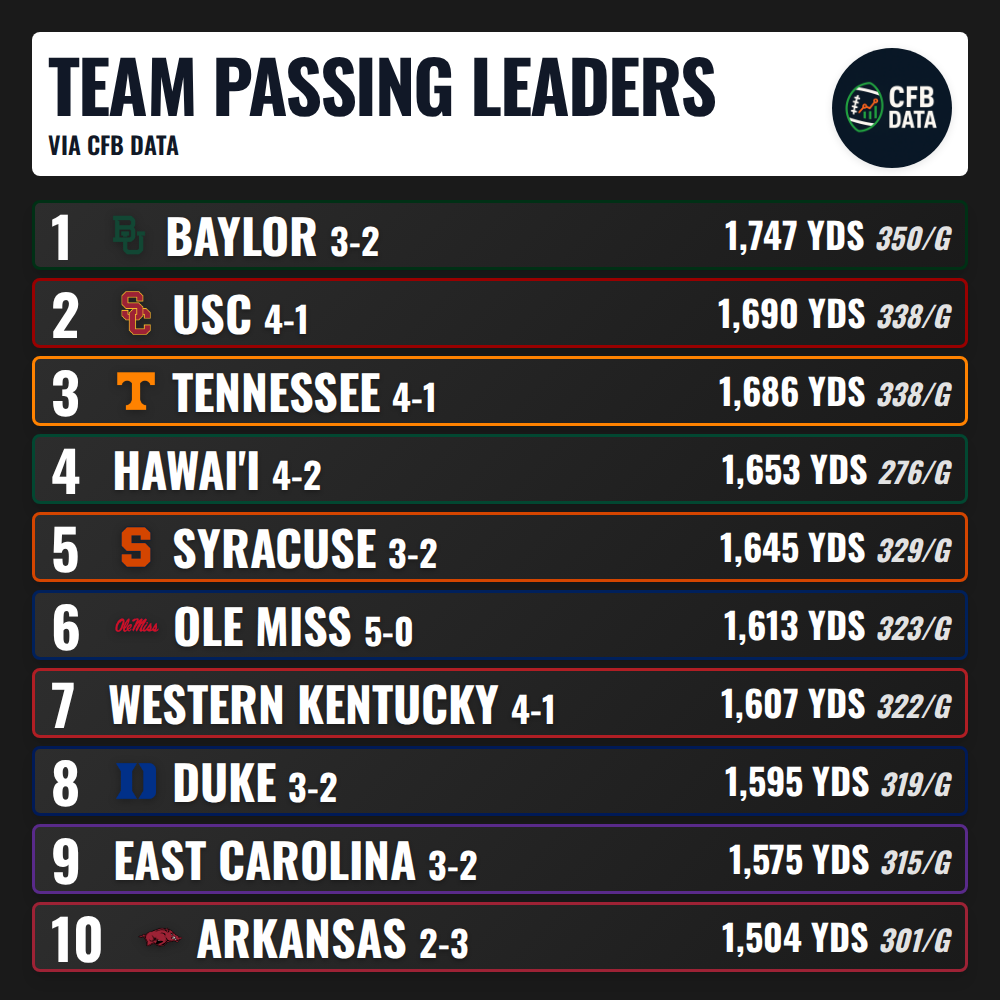 TEAM PASSING LEADERS
VIA CFB DATA
CFB
DATA
1 BU BAYLOR 3-2 1,747 YDS 350/G
2 SC USC 4-1 1,690 YDS 338/G
3 T TENNESSEE 4-1 1,686 YDS 338/G
4 HAWAI'I 4-2 1,653 YDS 276/G
5 S SYRACUSE 3-2 1,645 YDS 329/G
6 Ole Miss OLE MISS 5-0 1,613 YDS 323/G
7 WESTERN KENTUCKY 4-1 1,607 YDS 322/G
8 D DUKE 3-2 1,595 YDS 319/G
9 EAST CAROLINA 3-2 1,575 YDS 315/G
10 ARKANSAS 2-3 1,504 YDS 301/G